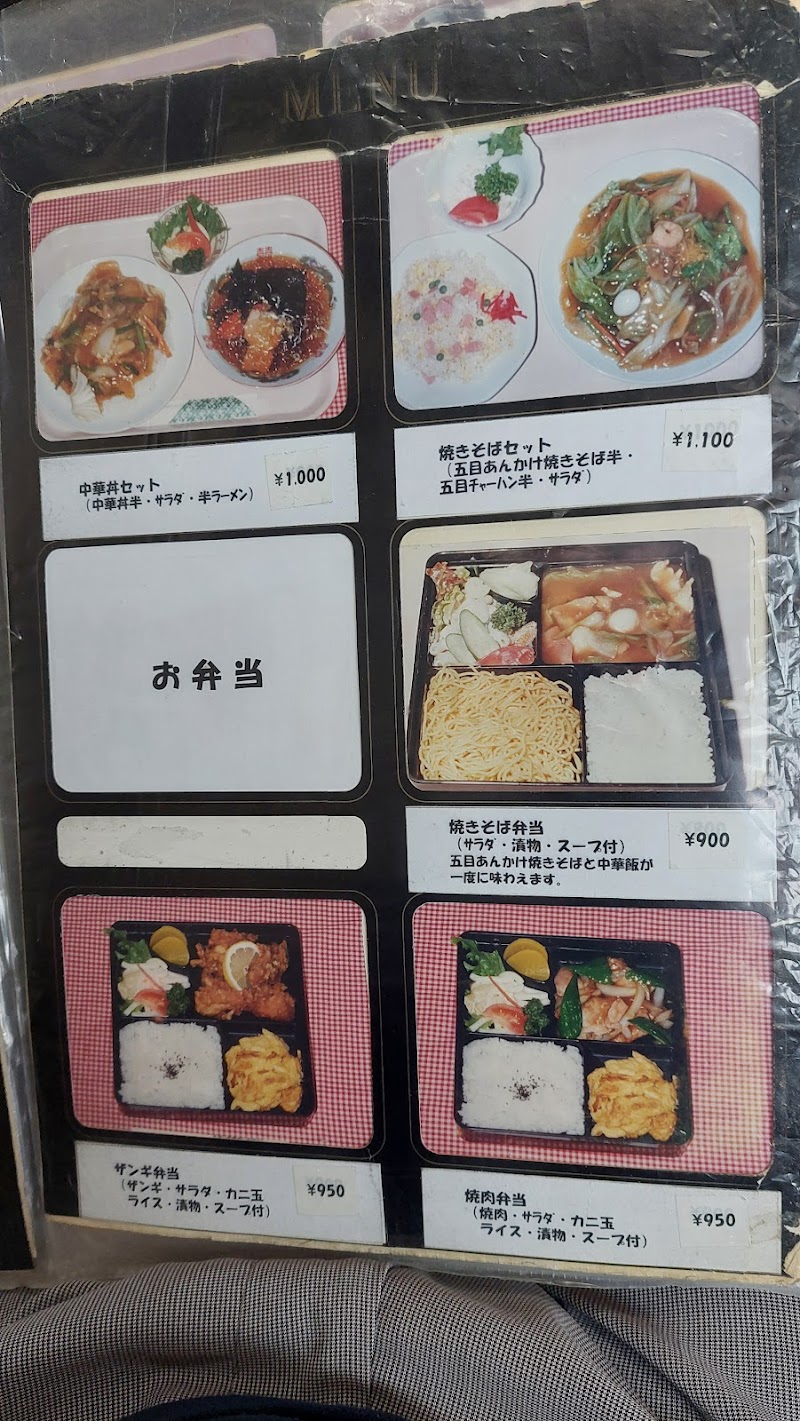 MENU
中華丼セット
(中華丼半・サラダ・半ラーメン)
¥1.000
焼きそばセット
(五目あんかけ焼きそば半・
五目チャーハン半・サラダ)
¥1.100
お弁当
焼きそば弁当
(サラダ・漬物・スープ付)
五目あんかけ焼きそばと中華飯が
一度に味わえます。
¥900
ザンギ弁当
(ザンギ・サラダ・カニ玉
ライス・漬物・スープ付)
¥950
焼肉弁当
(焼肉・サラダ・カニ玉
ライス・漬物・スープ付)
¥950